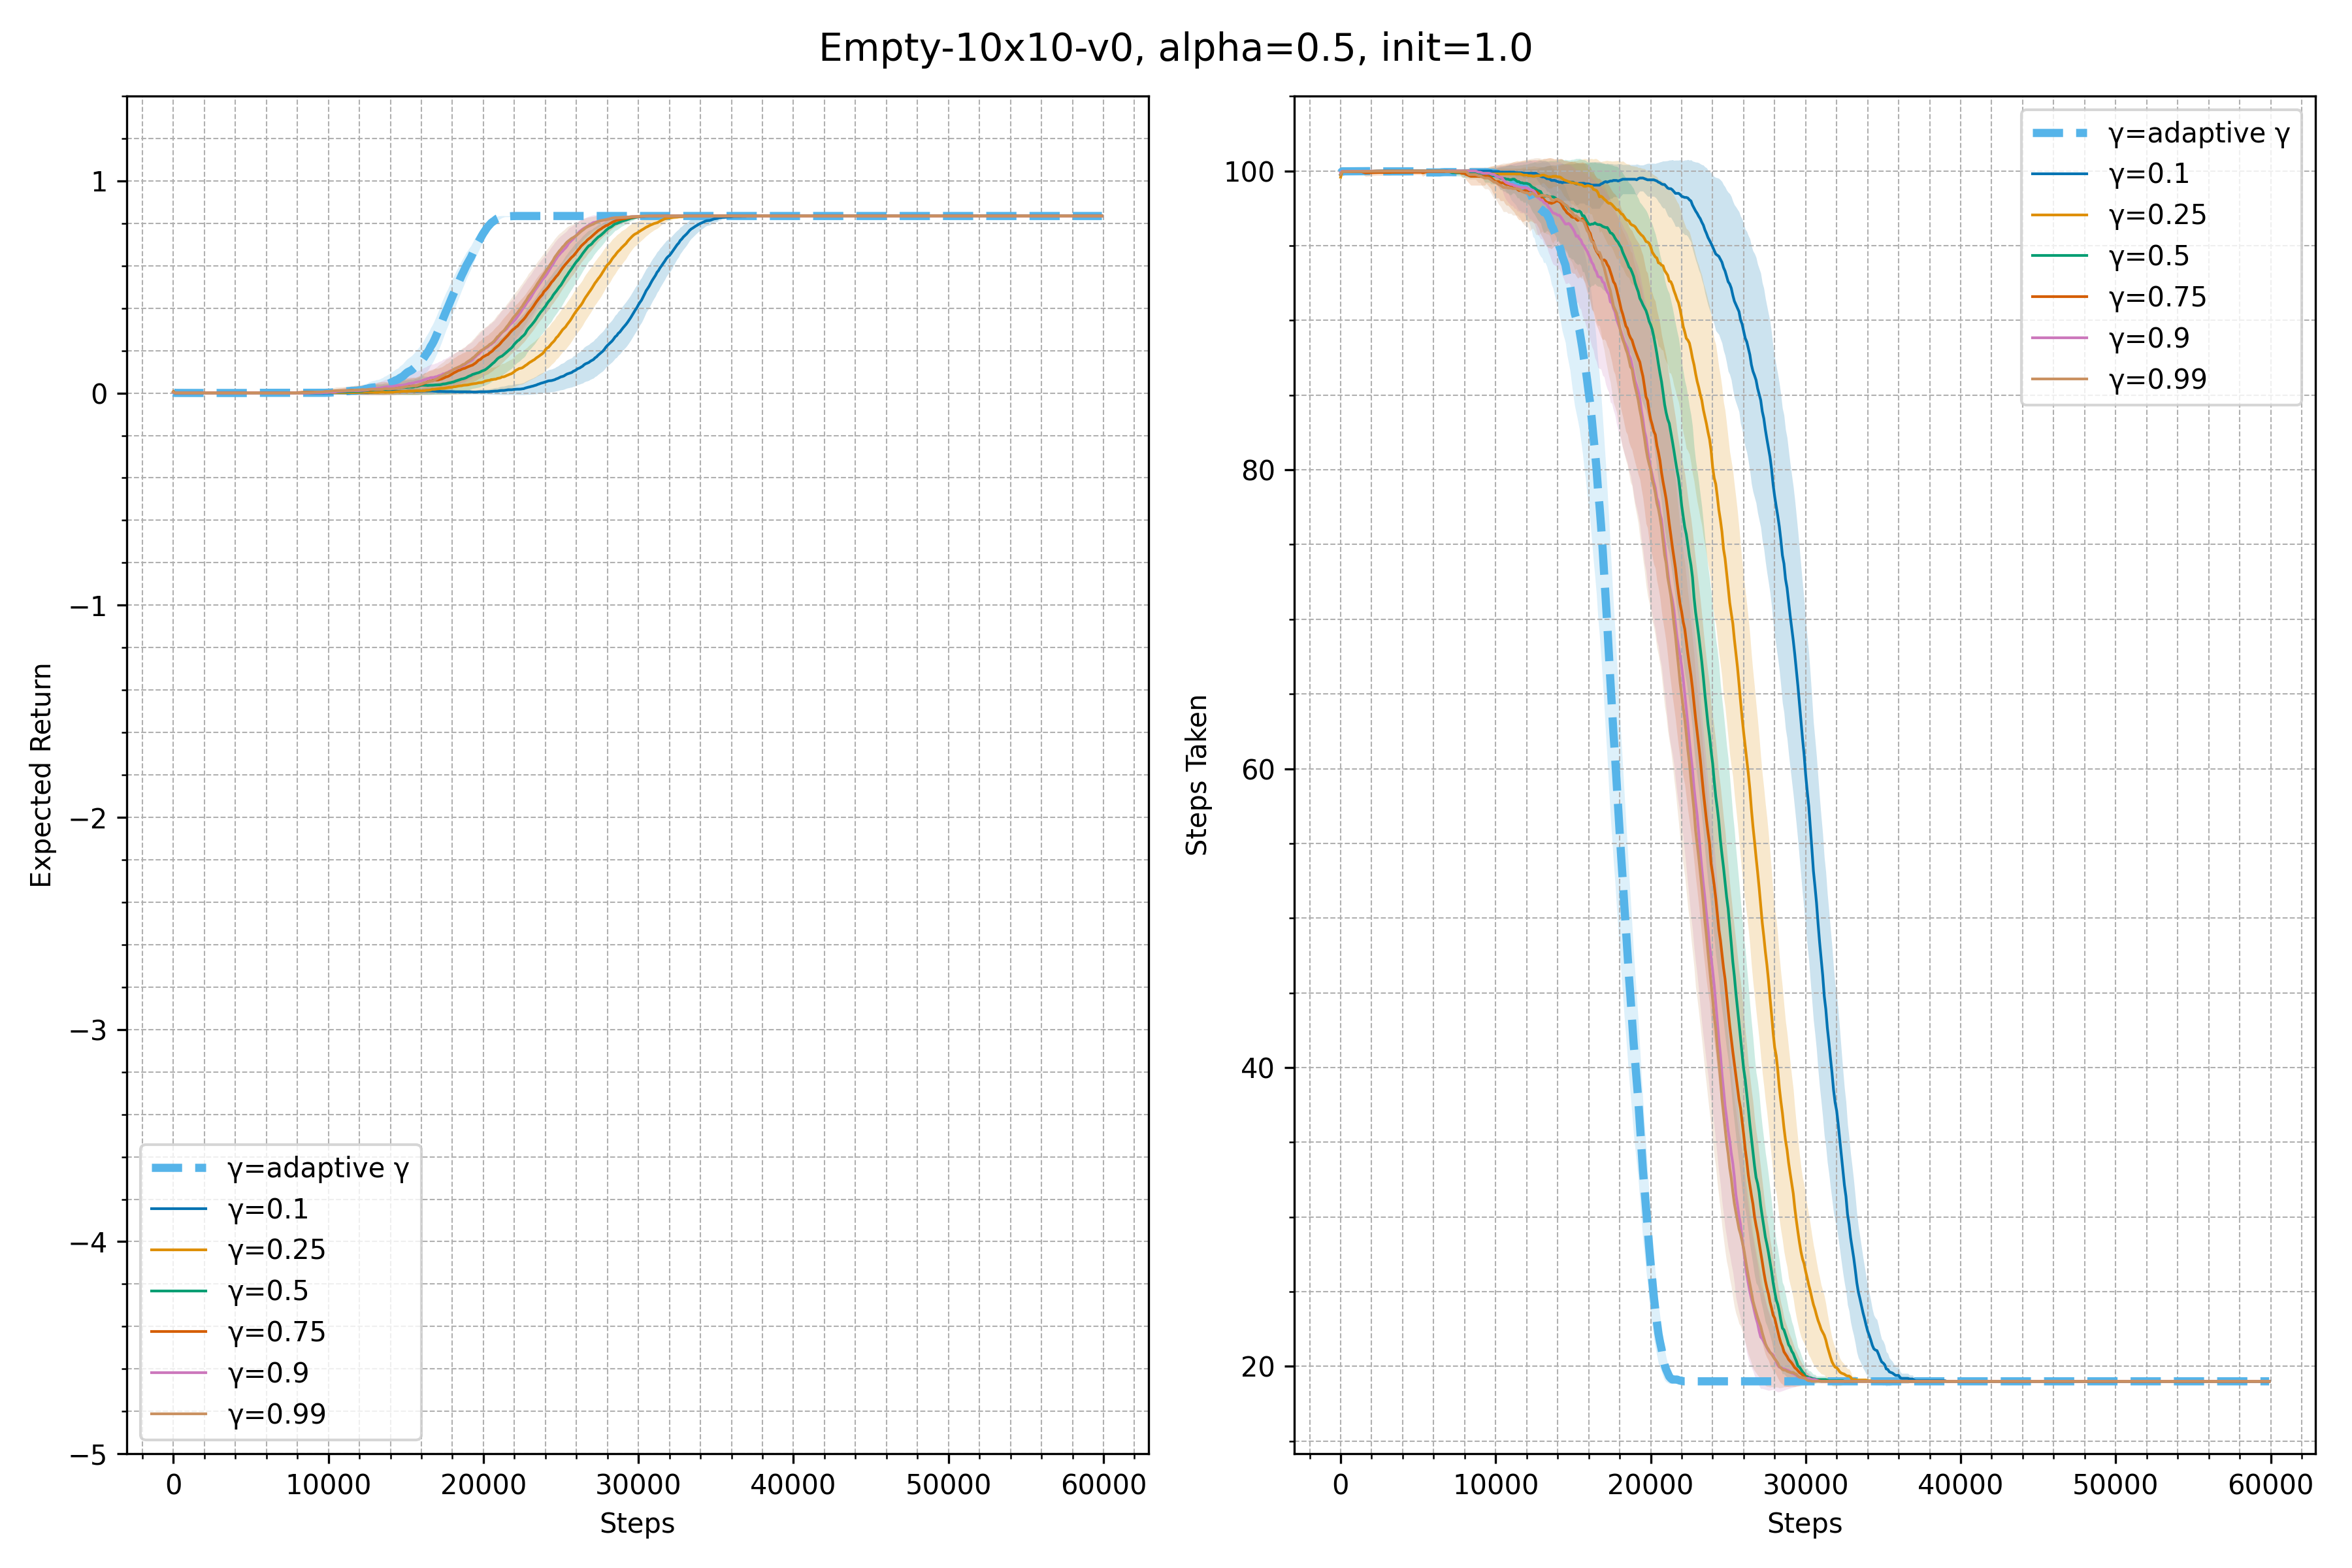 Empty-10x10-v0, alpha=0.5, init=1.0
Expected Return
1
0
−1
−2
−3
−4
−5
γ=adaptive γ
γ=0.1
γ=0.25
γ=0.5
γ=0.75
γ=0.9
γ=0.99
0 10000 20000 30000 40000 50000 60000
Steps
Steps Taken
100
80
60
40
20
γ=adaptive γ
γ=0.1
γ=0.25
γ=0.5
γ=0.75
γ=0.9
γ=0.99
0 10000 20000 30000 40000 50000 60000
Steps